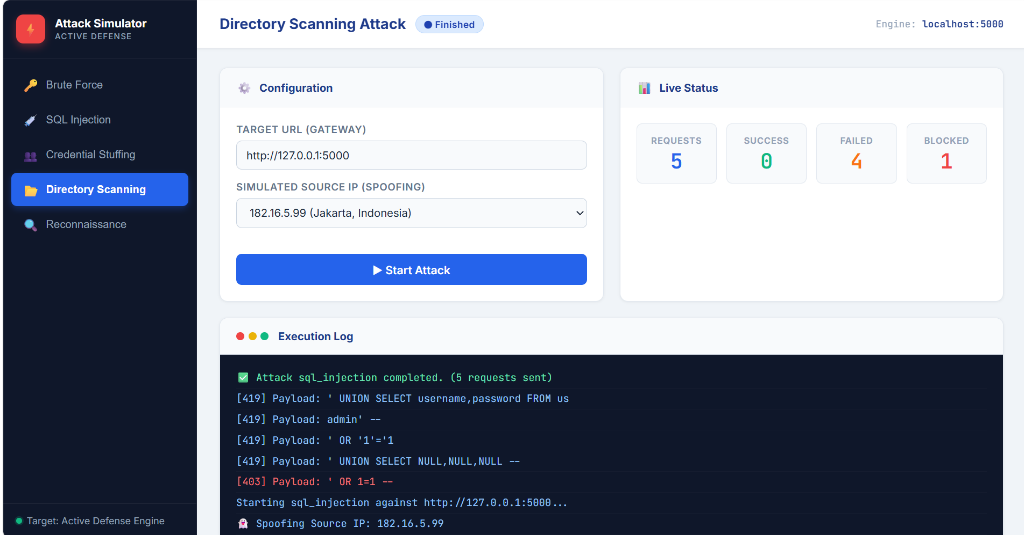 Attack Simulator
ACTIVE DEFENSE
Brute Force
SQL Injection
Credential Stuffing
Directory Scanning
Reconnaissance
Target: Active Defense Engine
Directory Scanning Attack
Finished
Engine: localhost:5000
Configuration
TARGET URL (GATEWAY)
http://127.0.0.1:5000
SIMULATED SOURCE IP (SPOOFING)
182.16.5.99 (Jakarta, Indonesia)
▶ Start Attack
Live Status
REQUESTS
5
SUCCESS
0
FAILED
4
BLOCKED
1
Execution Log
✅ Attack sql_injection completed. (5 requests sent)
[419] Payload: ' UNION SELECT username,password FROM us
[419] Payload: admin' --
[419] Payload: ' OR '1'='1
[419] Payload: ' UNION SELECT NULL,NULL,NULL --
[403] Payload: ' OR 1=1 --
Starting sql_injection against http://127.0.0.1:5000...
👻 Spoofing Source IP: 182.16.5.99